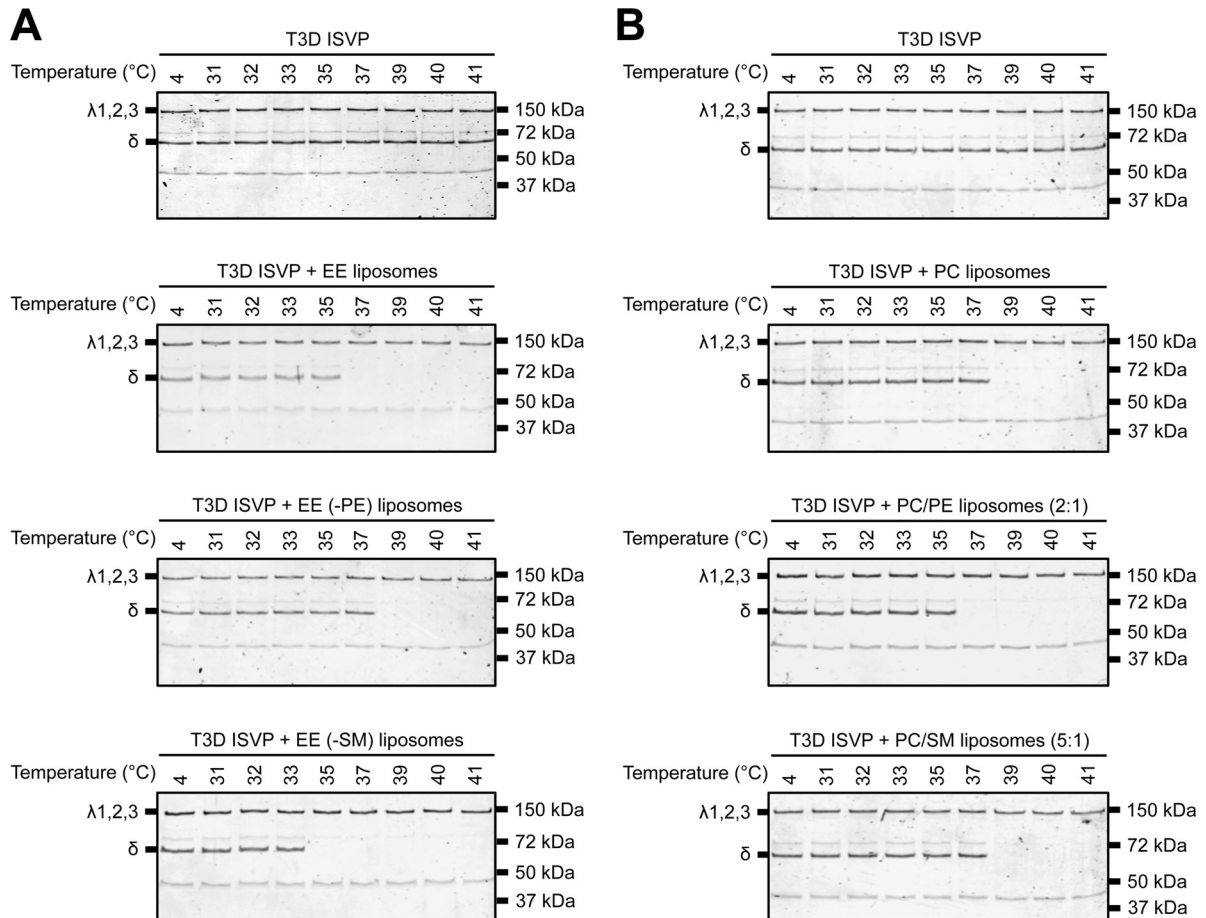 A
T3D ISVP
Temperature (°C) 4 31 32 33 35 37 39 40 41
λ1,2,3
δ
150 kDa
72 kDa
50 kDa
37 kDa
T3D ISVP + EE liposomes
Temperature (°C) 4 31 32 33 35 37 39 40 41
λ1,2,3
δ
150 kDa
72 kDa
50 kDa
37 kDa
T3D ISVP + EE (-PE) liposomes
Temperature (°C) 4 31 32 33 35 37 39 40 41
λ1,2,3
δ
150 kDa
72 kDa
50 kDa
37 kDa
T3D ISVP + EE (-SM) liposomes
Temperature (°C) 4 31 32 33 35 37 39 40 41
λ1,2,3
δ
150 kDa
72 kDa
50 kDa
37 kDa
B
T3D ISVP
Temperature (°C) 4 31 32 33 35 37 39 40 41
λ1,2,3
δ
150 kDa
72 kDa
50 kDa
37 kDa
T3D ISVP + PC liposomes
Temperature (°C) 4 31 32 33 35 37 39 40 41
λ1,2,3
δ
150 kDa
72 kDa
50 kDa
37 kDa
T3D ISVP + PC/PE liposomes (2:1)
Temperature (°C) 4 31 32 33 35 37 39 40 41
λ1,2,3
δ
150 kDa
72 kDa
50 kDa
37 kDa
T3D ISVP + PC/SM liposomes (5:1)
Temperature (°C) 4 31 32 33 35 37 39 40 41
λ1,2,3
δ
150 kDa
72 kDa
50 kDa
37 kDa